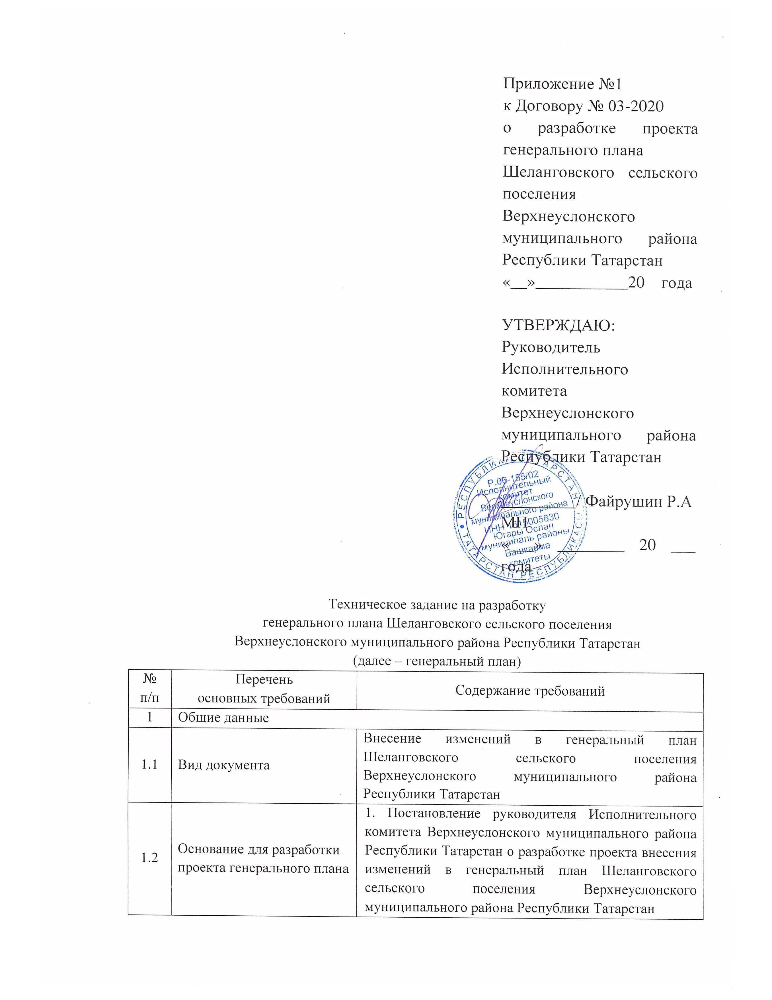 Приложение №1
к Договору № 03-2020
о разработке проекта
генерального плана
Шеланговского сельского
поселения
Верхнеуслонского
муниципального района
Республики Татарстан
«__»___________20 года
УТВЕРЖДАЮ:
Руководитель
Исполнительного
комитета
Верхнеуслонского
муниципального района
Республики Татарстан
_________/ Файрушин Р.А
МП
«___» ________ 20 ___
года
РЕСПУБЛИКА ТАТАРСТАН
ТАТАРСТАН РЕСПУБЛИКАСЫ
Р.06-155/02
Исполнительный
комитет
Верхнеуслонского
муниципального района
ИНН 1615005830
Югары Ослан
муниципаль районы
Башкарма
комитеты
Техническое задание на разработку
генерального плана Шеланговского сельского поселения
Верхнеуслонского муниципального района Республики Татарстан
(далее – генеральный план)
№
п/п
Перечень
основных требований
Содержание требований
1 Общие данные
1.1
Вид документа
Внесение изменений в генеральный план
Шеланговского сельского поселения
Верхнеуслонского муниципального района
Республики Татарстан
1.2
Основание для разработки
проекта генерального плана
1. Постановление руководителя Исполнительного
комитета Верхнеуслонского муниципального района
Республики Татарстан о разработке проекта внесения
изменений в генеральный план Шеланговского
сельского поселения Верхнеуслонского
муниципального района Республики Татарстан